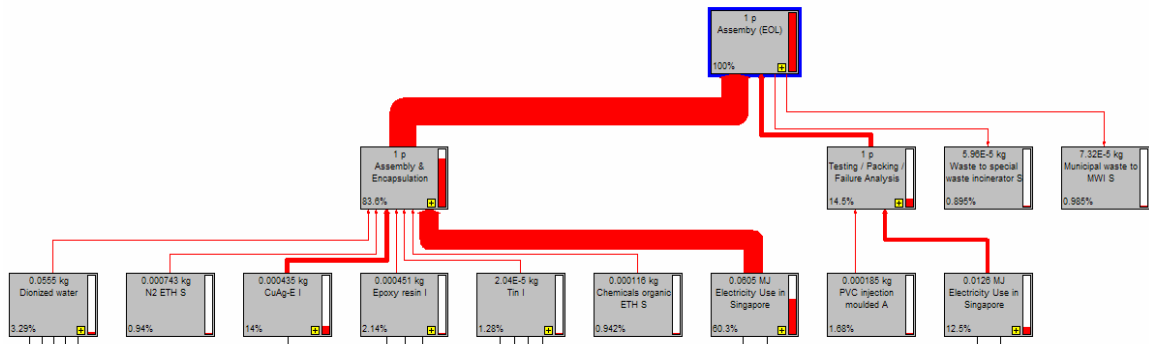 1 p
Assemby (EOL)
100%
1 p
Assembly &
Encapsulation
83.6%
1 p
Testing / Packing /
Failure Analysis
14.5%
5.96E-5 kg
Waste to special
waste incinerator S
0.895%
7.32E-5 kg
Municipal waste to
MWI S
0.985%
0.0555 kg
Dionized water
3.29%
0.000743 kg
N2 ETH S
0.94%
0.000435 kg
CuAg-E I
14%
0.000451 kg
Epoxy resin I
2.14%
2.04E-5 kg
Tin I
1.28%
0.000116 kg
Chemicals organic
ETH S
0.942%
0.0605 MJ
Electricity Use in
Singapore
60.3%
0.000185 kg
PVC injection
moulded A
1.68%
0.0126 MJ
Electricity Use in
Singapore
12.5%